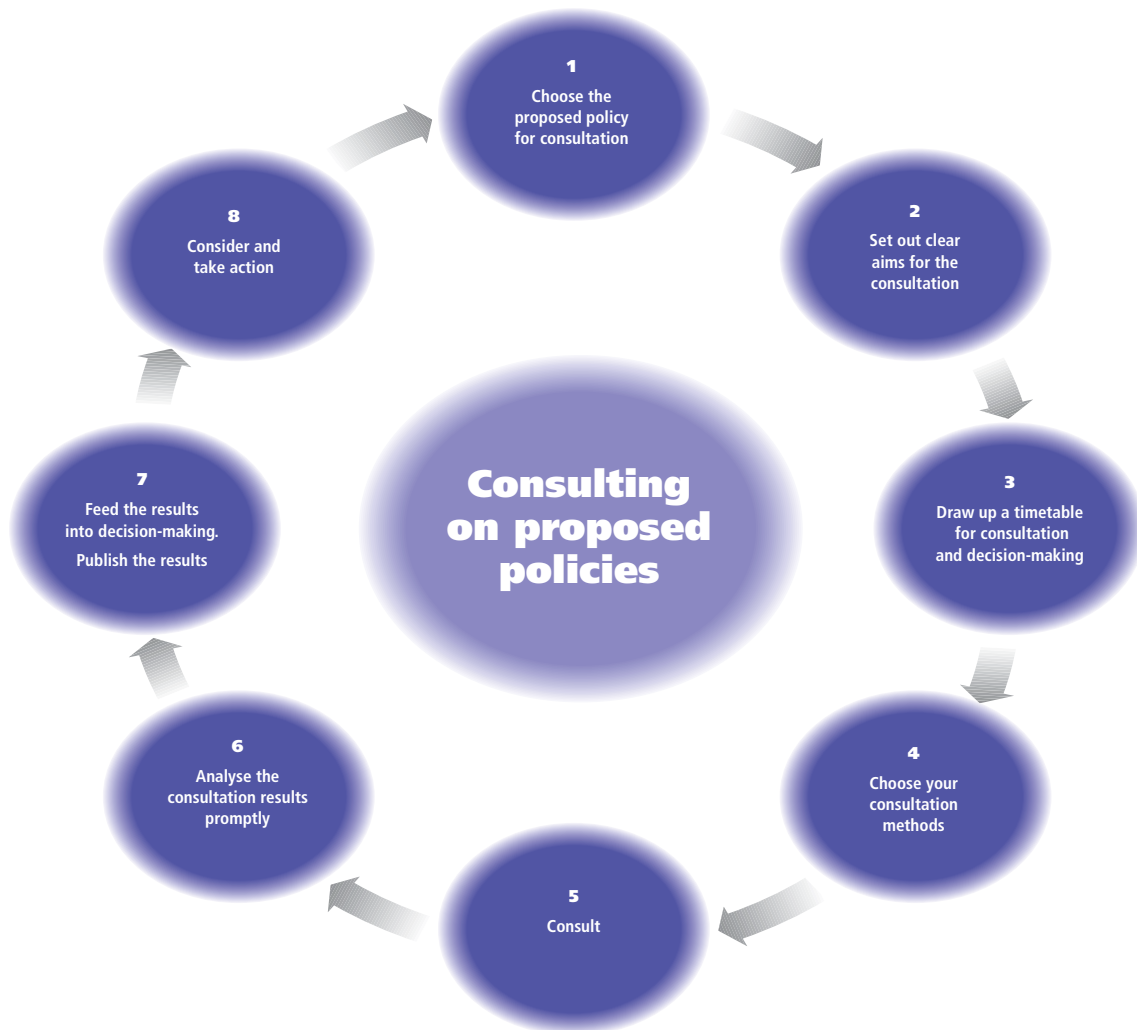 1
Choose the
proposed policy
for consultation
2
Set out clear
aims for the
consultation
3
Draw up a timetable
for consultation
and decision-making
4
Choose your
consultation
methods
5
Consult
6
Analyse the
consultation results
promptly
7
Feed the results
into decision-making.
Publish the results
8
Consider and
take action
Consulting
on proposed
policies